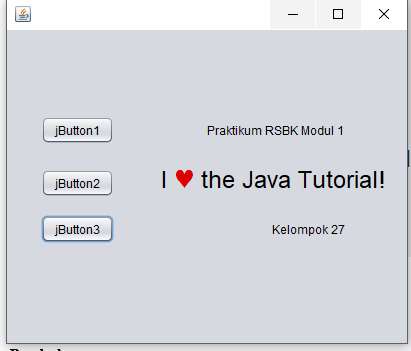 jButton1
Praktikum RSBK Modul 1
jButton2
I ♥ the Java Tutorial!
jButton3
Kelompok 27